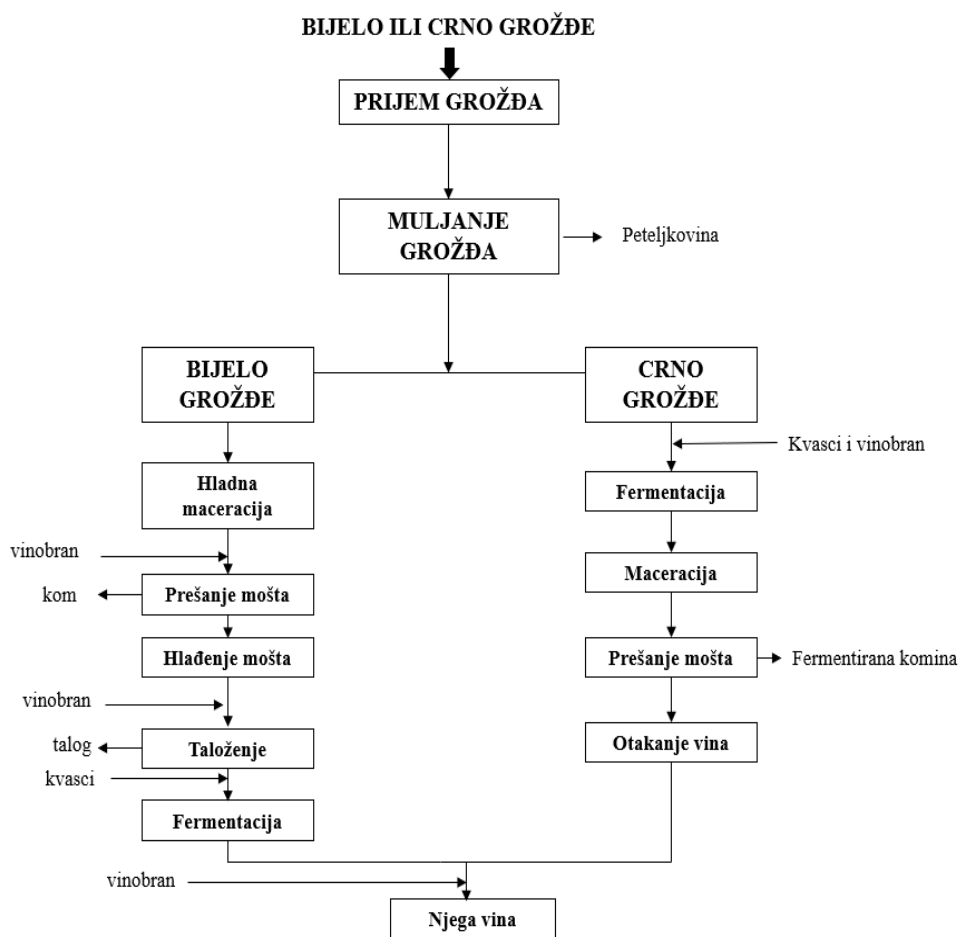 BIJELO ILI CRNO GROŽĐE
PRIJEM GROŽĐA
MULJANJE
GROŽĐA
Peteljkovina
BIJELO
GROŽĐE
CRNO
GROŽĐE
Kvasci i vinobran
Hladna
maceracija
Fermentacija
vinobran
Maceracija
kom
Prešanje mošta
Hlađenje mošta
Prešanje mošta
Fermentirana komina
vinobran
talog
Taloženje
Otakanje vina
kvasci
Fermentacija
vinobran
Njega vina